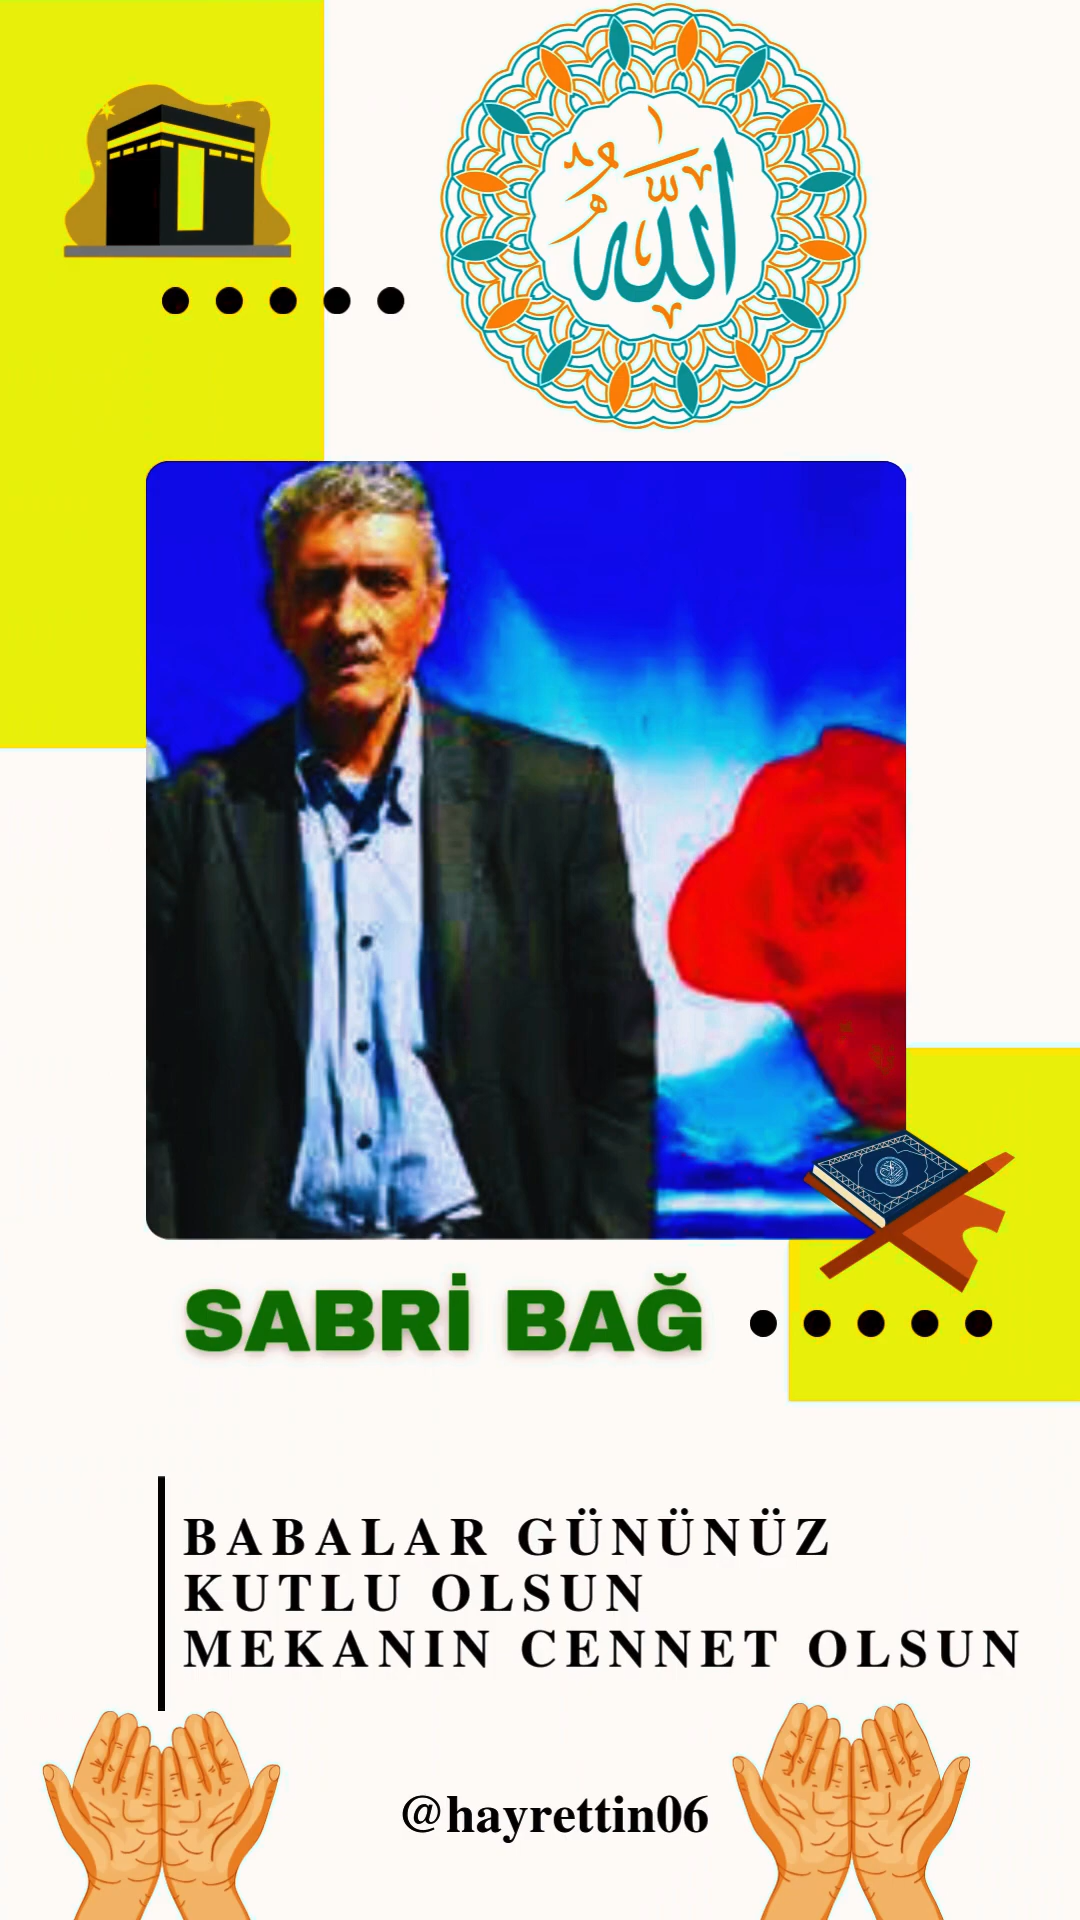 الله
SABRİ BAĞ
BABALAR GÜNÜNÜZ
KUTLU OLSUN
MEKANIN CENNET OLSUN
@hayrettin06